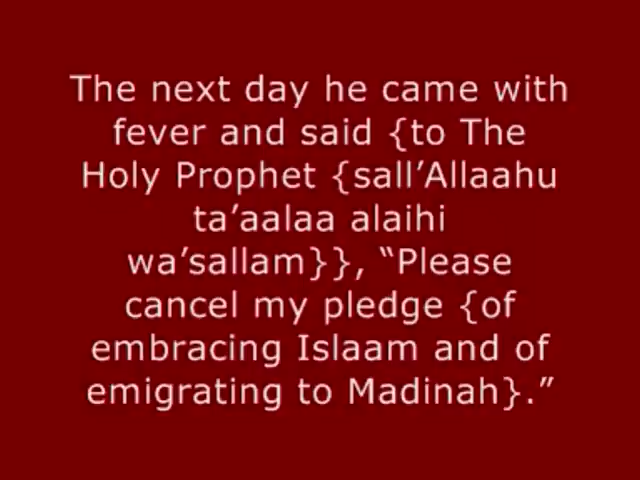 The next day he came with
fever and said {to The
Holy Prophet {sall’Allaahu
ta’aalaa alaihi
wa’sallam}}, “Please
cancel my pledge {of
embracing Islaam and of
emigrating to Madinah}.”